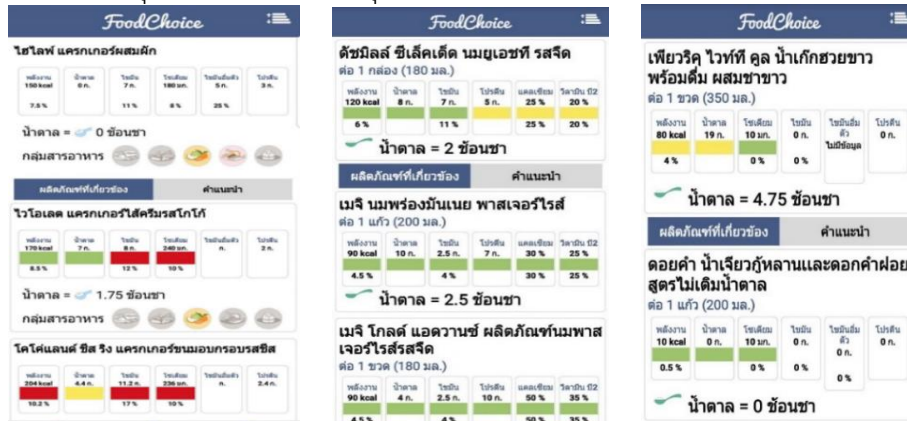 FoodChoice
ไฮไลฟ์ แครกเกอร์ผสมผัก
พลังงาน น้ำตาล ไขมัน โซเดียม ไขมันอิ่มตัว โปรตีน
150 kcal 0 ก. 7 ก. 180 มก. 5 ก. 3 ก.
7.5 % 11 % 8 % 25 %
น้ำตาล = 0 ช้อนชา
กลุ่มสารอาหาร
ผลิตภัณฑ์ที่เกี่ยวข้อง คำแนะนำ
ไวโอเลต แครกเกอร์ไส้ครีมรสโกโก้
พลังงาน น้ำตาล ไขมัน โซเดียม ไขมันอิ่มตัว โปรตีน
170 kcal 7 ก. 8 ก. 240 มก. ก. 2 ก.
8.5 % 12 % 10 %
น้ำตาล = 1.75 ช้อนชา
กลุ่มสารอาหาร
โคโค่แลนด์ ชีส ริง แครกเกอร์ขนมอบกรอบรสชีส
พลังงาน น้ำตาล ไขมัน โซเดียม ไขมันอิ่มตัว โปรตีน
204 kcal 4.4 ก. 11.2 ก. 236 มก. ก. 2.4 ก.
10.2 % 17 % 10 %
FoodChoice
ดัชมิลล์ ซีเล็คเต็ด นมยูเอชที รสจืด
ต่อ 1 กล่อง (180 มล.)
พลังงาน น้ำตาล ไขมัน โปรตีน แคลเซียม วิตามิน บี2
120 kcal 8 ก. 7 ก. 5 ก. 25 % 20 %
6 % 11 % 25 % 20 %
น้ำตาล = 2 ช้อนชา
ผลิตภัณฑ์ที่เกี่ยวข้อง คำแนะนำ
เมจิ นมพร่องมันเนย พาสเจอร์ไรส์
ต่อ 1 แก้ว (200 มล.)
พลังงาน น้ำตาล ไขมัน โปรตีน แคลเซียม วิตามิน บี2
90 kcal 10 ก. 2.5 ก. 7 ก. 30 % 25 %
4.5 % 4 % 30 % 25 %
น้ำตาล = 2.5 ช้อนชา
เมจิ โกลด์ แอดวานซ์ ผลิตภัณฑ์นมพาส
เจอร์ไรส์รสจืด
ต่อ 1 ขวด (180 มล.)
พลังงาน น้ำตาล ไขมัน โปรตีน แคลเซียม วิตามิน บี2
90 kcal 4 ก. 2.5 ก. 10 ก. 50 % 35 %
4.5 % 4 % 50 % 35 %
FoodChoice
เพียวริคุ ไวท์ที คูล น้ำเก๊กฮวยขาว
พร้อมดื่ม ผสมชาขาว
ต่อ 1 ขวด (350 มล.)
พลังงาน น้ำตาล โซเดียม ไขมัน ไขมันอิ่มตัว โปรตีน
80 kcal 19 ก. 10 มก. 0 ก. ไม่มีข้อมูล 0 ก.
4 % 0 % 0 %
น้ำตาล = 4.75 ช้อนชา
ผลิตภัณฑ์ที่เกี่ยวข้อง คำแนะนำ
ดอยคำ น้ำเจียวกู้หลานและดอกคำฝอย
สูตรไม่เติมน้ำตาล
ต่อ 1 แก้ว (200 มล.)
พลังงาน น้ำตาล โซเดียม ไขมัน ไขมันอิ่มตัว โปรตีน
10 kcal 0 ก. 10 มก. 0 ก. 0 ก. 0 ก.
0.5 % 0 % 0 % 0 %
น้ำตาล = 0 ช้อนชา